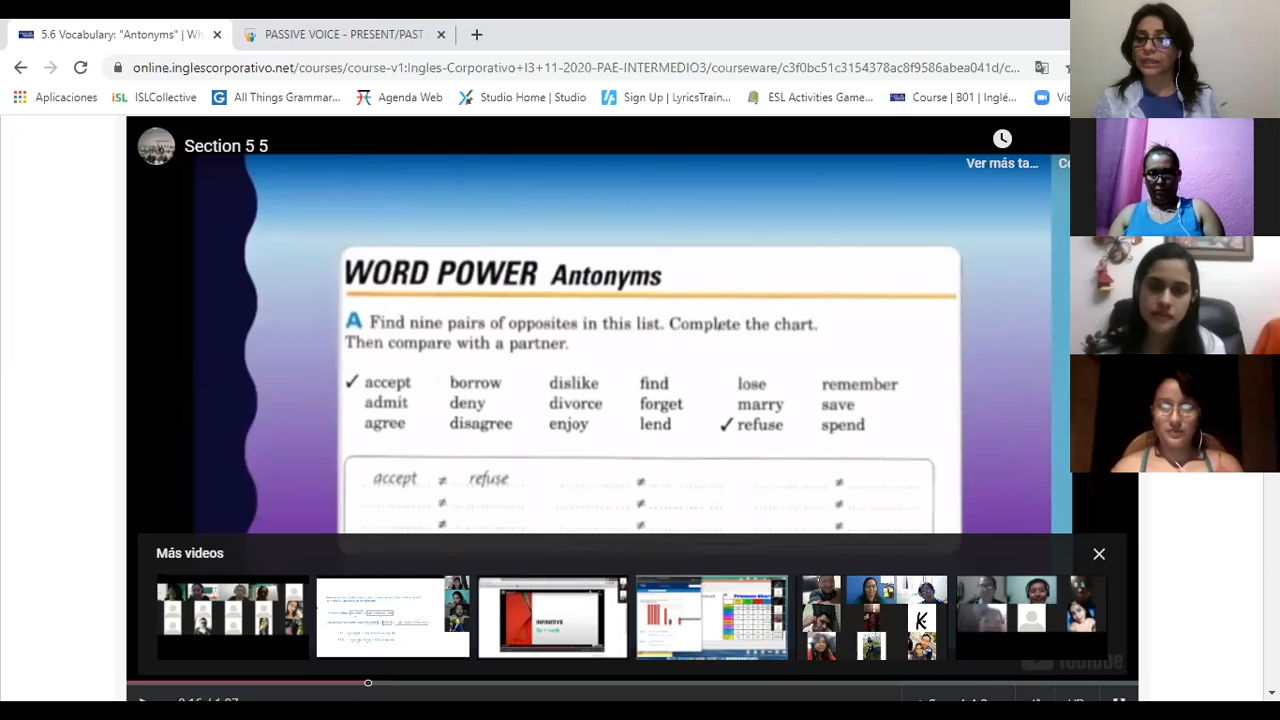 5.6 Vocabulary: "Antonyms" | Wh
PASSIVE VOICE - PRESENT/PAST
online.inglescorporativo.net/courses/course-v1:Inglescorporativo+I3+11-2020-PAE-INTERMEDIO3/courseware/c3f0bc51c3154378ac8f9586abea041d/c...
Aplicaciones
ISLCollective
All Things Grammar...
Agenda Web
Studio Home | Studio
Sign Up | LyricsTrain...
ESL Activities Game...
Course | B01 | Inglé...
Section 5 5
Ver más ta...
WORD POWER Antonyms
A Find nine pairs of opposites in this list. Complete the chart.
Then compare with a partner.
✓ accept borrow dislike find lose remember
admit deny divorce forget marry save
agree disagree enjoy lend ✓ refuse spend
accept ≠ refuse ≠ ≠
≠ ≠ ≠
≠ ≠ ≠
Más videos
INFINITIVE
K
YouTube